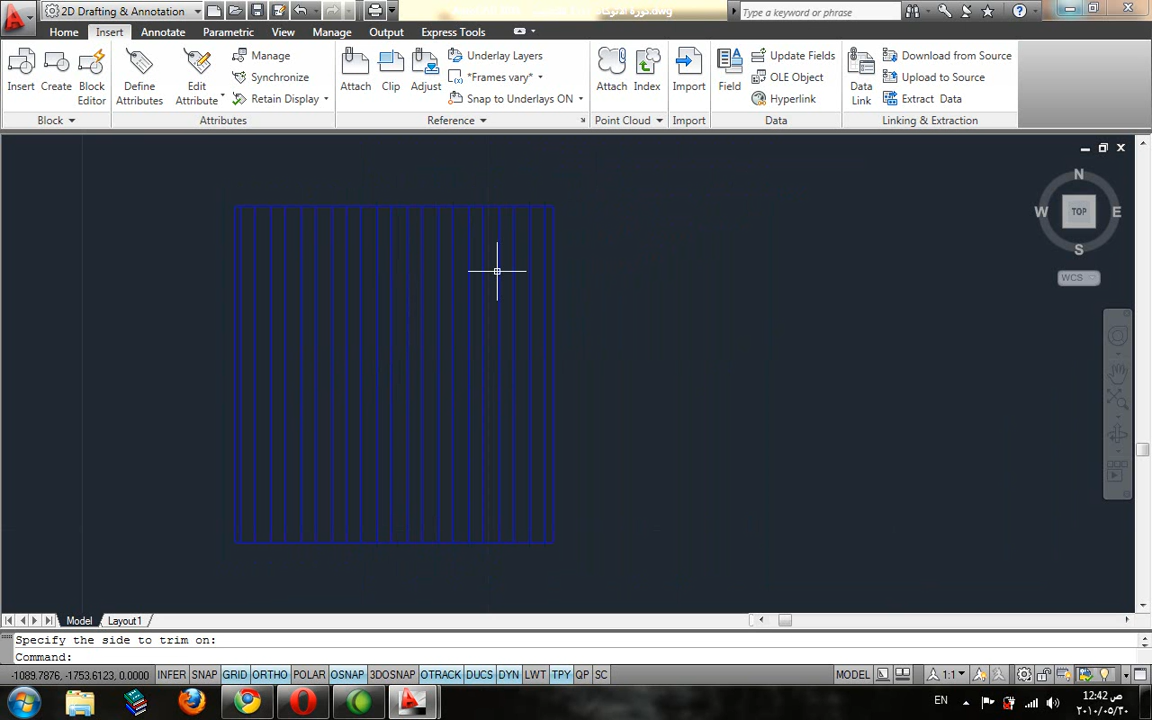 2D Drafting & Annotation
.dwg
Type a keyword or phrase
Home Insert Annotate Parametric View Manage Output Express Tools
Insert
Create
Block Editor
Define Attributes
Edit Attribute
Manage
Synchronize
Retain Display
Attach
Clip
Adjust
Underlay Layers
*Frames vary*
Snap to Underlays ON
Attach
Index
Import
Field
Update Fields
OLE Object
Hyperlink
Data Link
Download from Source
Upload to Source
Extract Data
Block Attributes Reference Point Cloud Import Data Linking & Extraction
N
W TOP E
S
WCS
Model Layout1
Specify the side to trim on:
Command:
-1089.7876, -1753.6123, 0.0000 INFER SNAP GRID ORTHO POLAR OSNAP 3DOSNAP OTRACK DUCS DYN LWT TPY QP SC MODEL 1:1
EN
12:42 ص
٢٠١٠/٠٥/٣٠